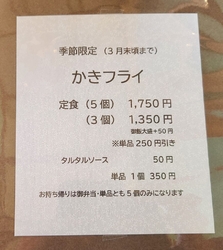 季節限定（3月末頃まで）
かきフライ
定食（5個） 1,750円
（3個） 1,350円
御飯大盛＋50円
※単品250円引き
タルタルソース 50円
単品 1個 350円
お持ち帰りは御弁当・単品とも5個のみになります